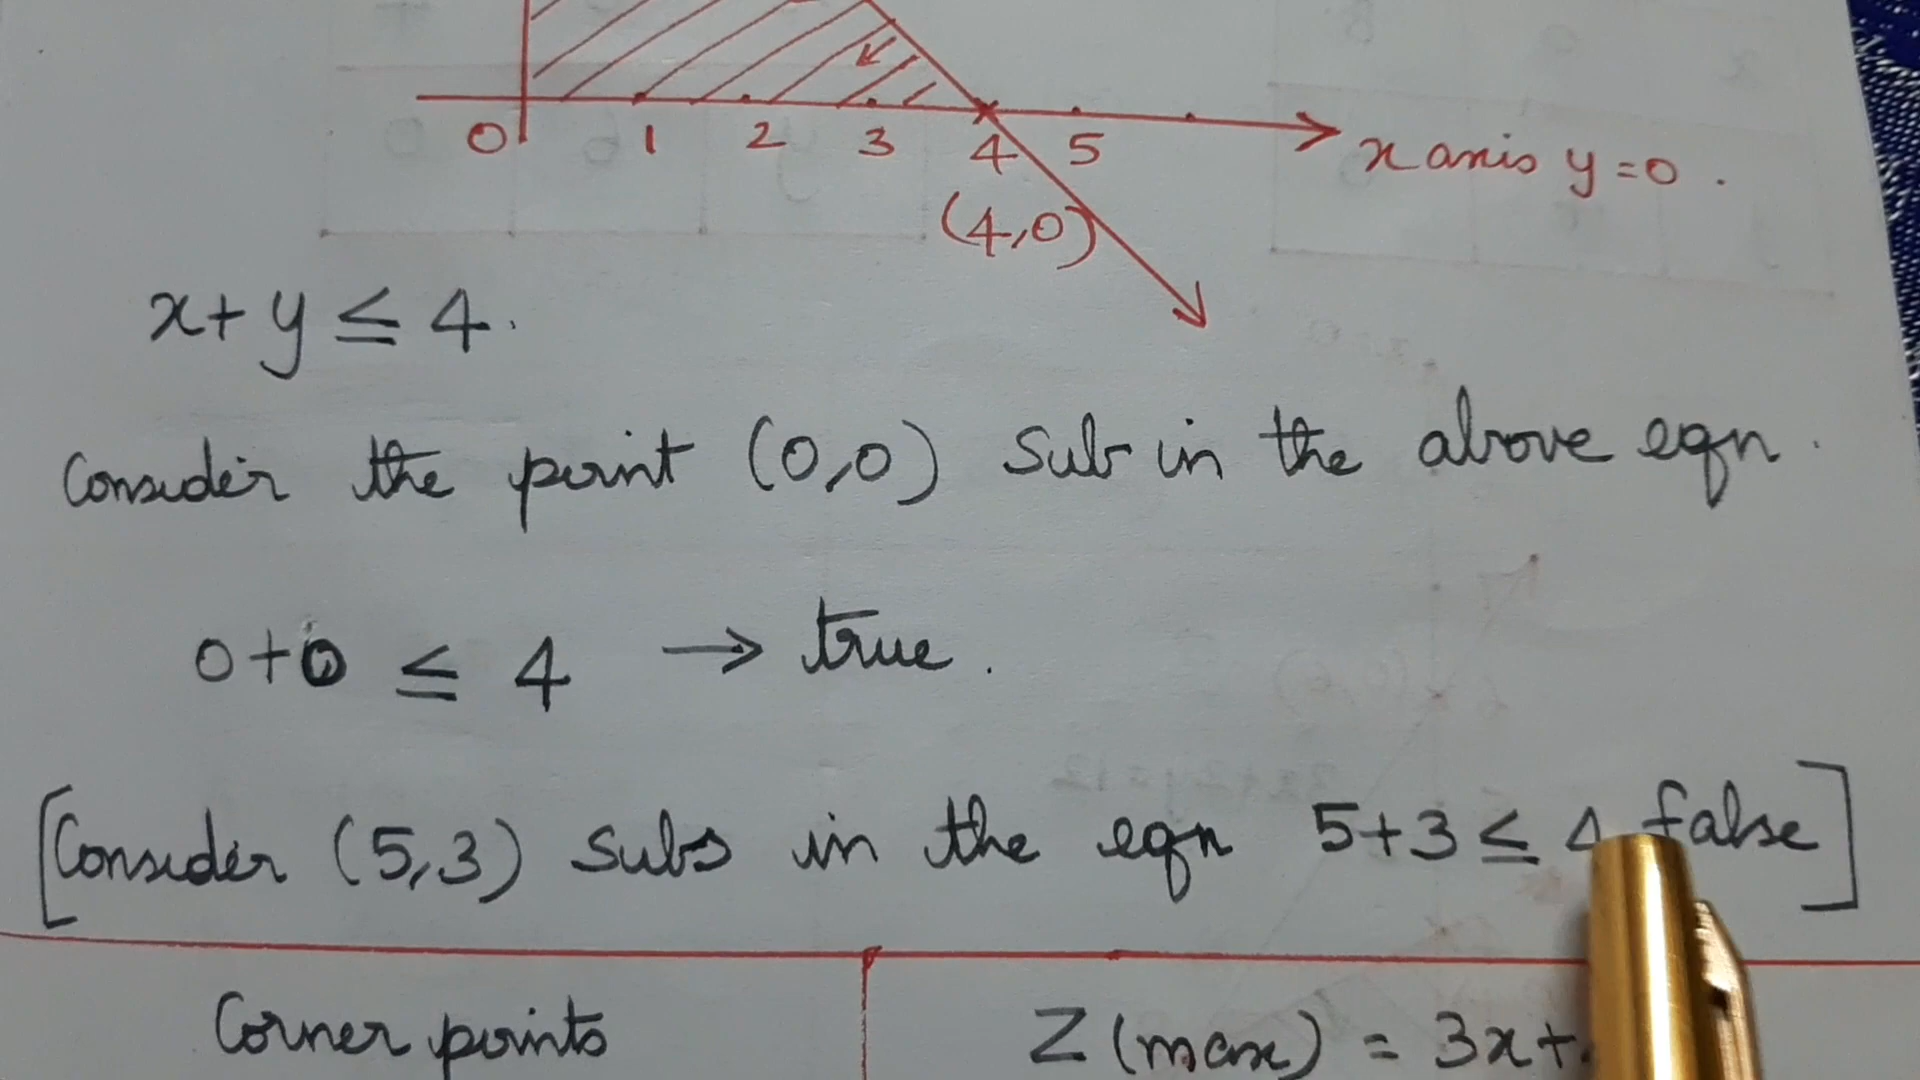 0 1 2 3 4 5 x axis y=0.
(4,0)
x+y ≤ 4.
Consider the point (0,0) Sub in the above eqn.
0+0 ≤ 4 → true.
[Consider (5,3) subs in the eqn 5+3 ≤ 4 false]
Corner points Z (max) = 3x+